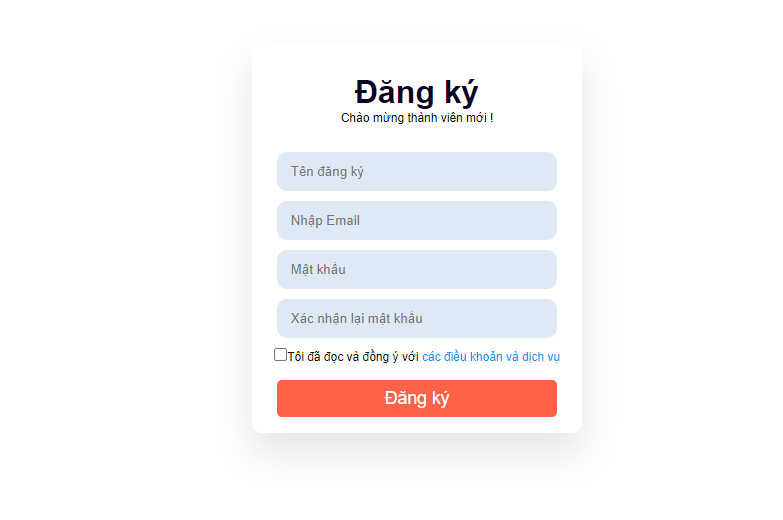 Đăng ký
Chào mừng thành viên mới !
Tên đăng ký
Nhập Email
Mật khẩu
Xác nhận lại mật khẩu
Tôi đã đọc và đồng ý với các điều khoản và dịch vụ
Đăng ký